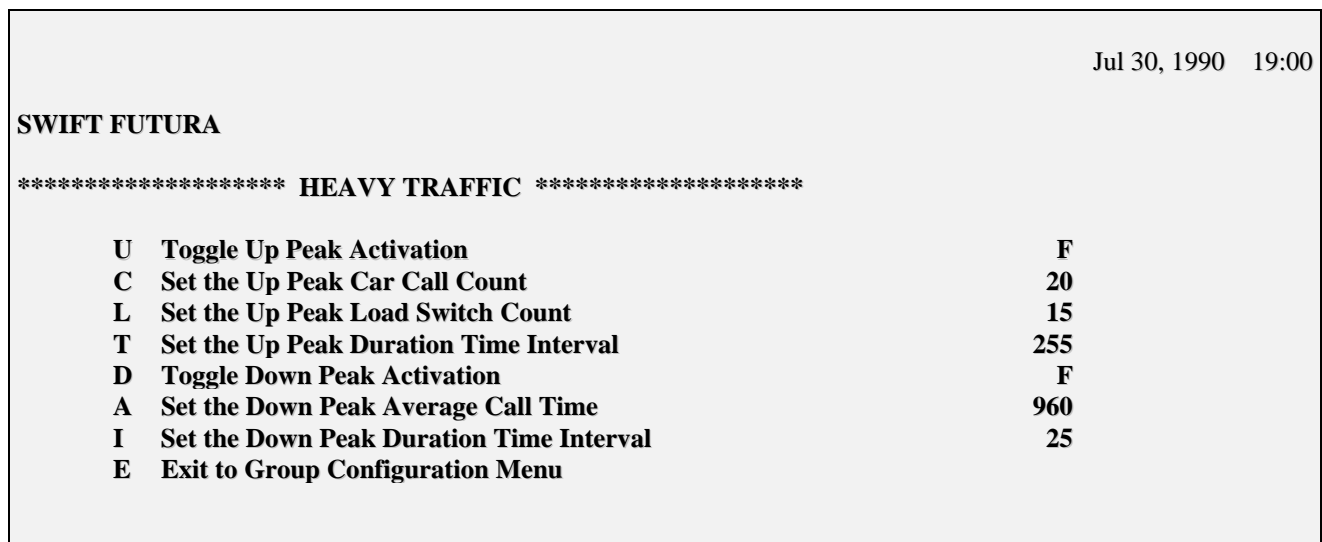 Jul 30, 1990 19:00
SWIFT FUTURA
******************** HEAVY TRAFFIC ********************
U Toggle Up Peak Activation F
C Set the Up Peak Car Call Count 20
L Set the Up Peak Load Switch Count 15
T Set the Up Peak Duration Time Interval 255
D Toggle Down Peak Activation F
A Set the Down Peak Average Call Time 960
I Set the Down Peak Duration Time Interval 25
E Exit to Group Configuration Menu